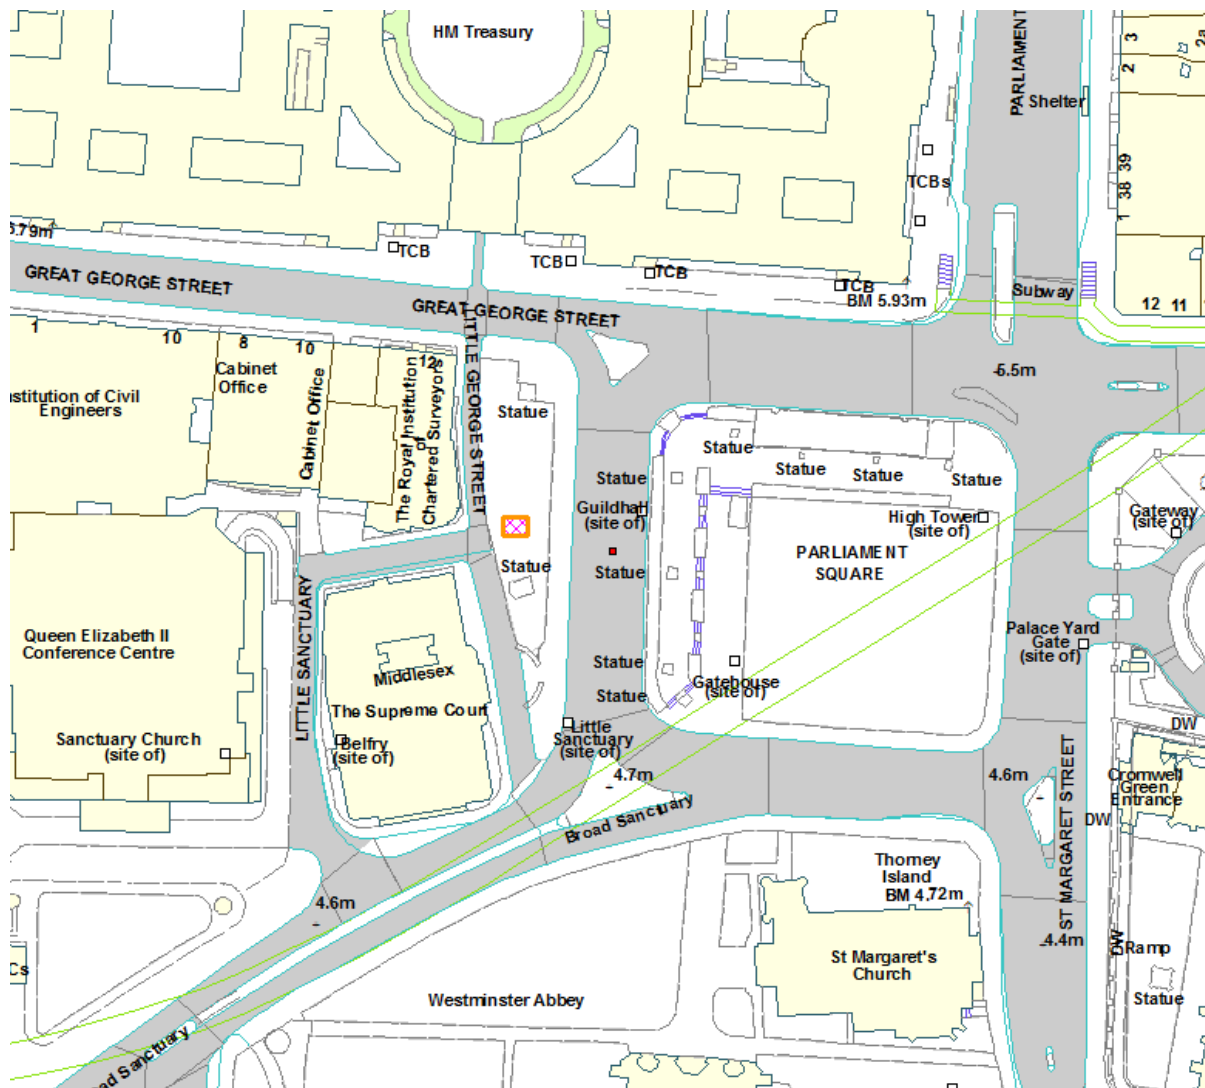 HM Treasury
PARLIAMENT
3
2
2a
Shelter
TCBs
39
38
1
TCB
TCB
TCB
TCB
BM 5.93m
Subway
12 11
GREAT GEORGE STREET
GREAT GEORGE STREET
1
10
8
10
12
Cabinet
Office
Cabinet Office
The Royal Institution
of
Chartered Surveyors
LITTLE GEORGE STREET
Engineers
of Civil
-5.5m
Statue
Statue
Statue
Statue
Statue
Statue
Guildhall
(site of)
High Tower
(site of)
Gateway
(site of)
PARLIAMENT
SQUARE
Statue
Statue
LITTLE SANCTUARY
Queen Elizabeth II
Conference Centre
Palace Yard
Gate
(site of)
Statue
Statue
Gatehouse
(site of)
Middlesex
The Supreme Court
Little
Sanctuary
(site of)
Belfry
(site of)
Sanctuary Church
(site of)
DW
4.7m
4.6m
Cromwell
Green
Entrance
DW
Broad Sanctuary
ST MARGARET STREET
Thorney
Island
BM 4.72m
4.6m
-4.4m
DW
Ramp
St Margaret's
Church
Statue
Westminster Abbey
Sanctuary